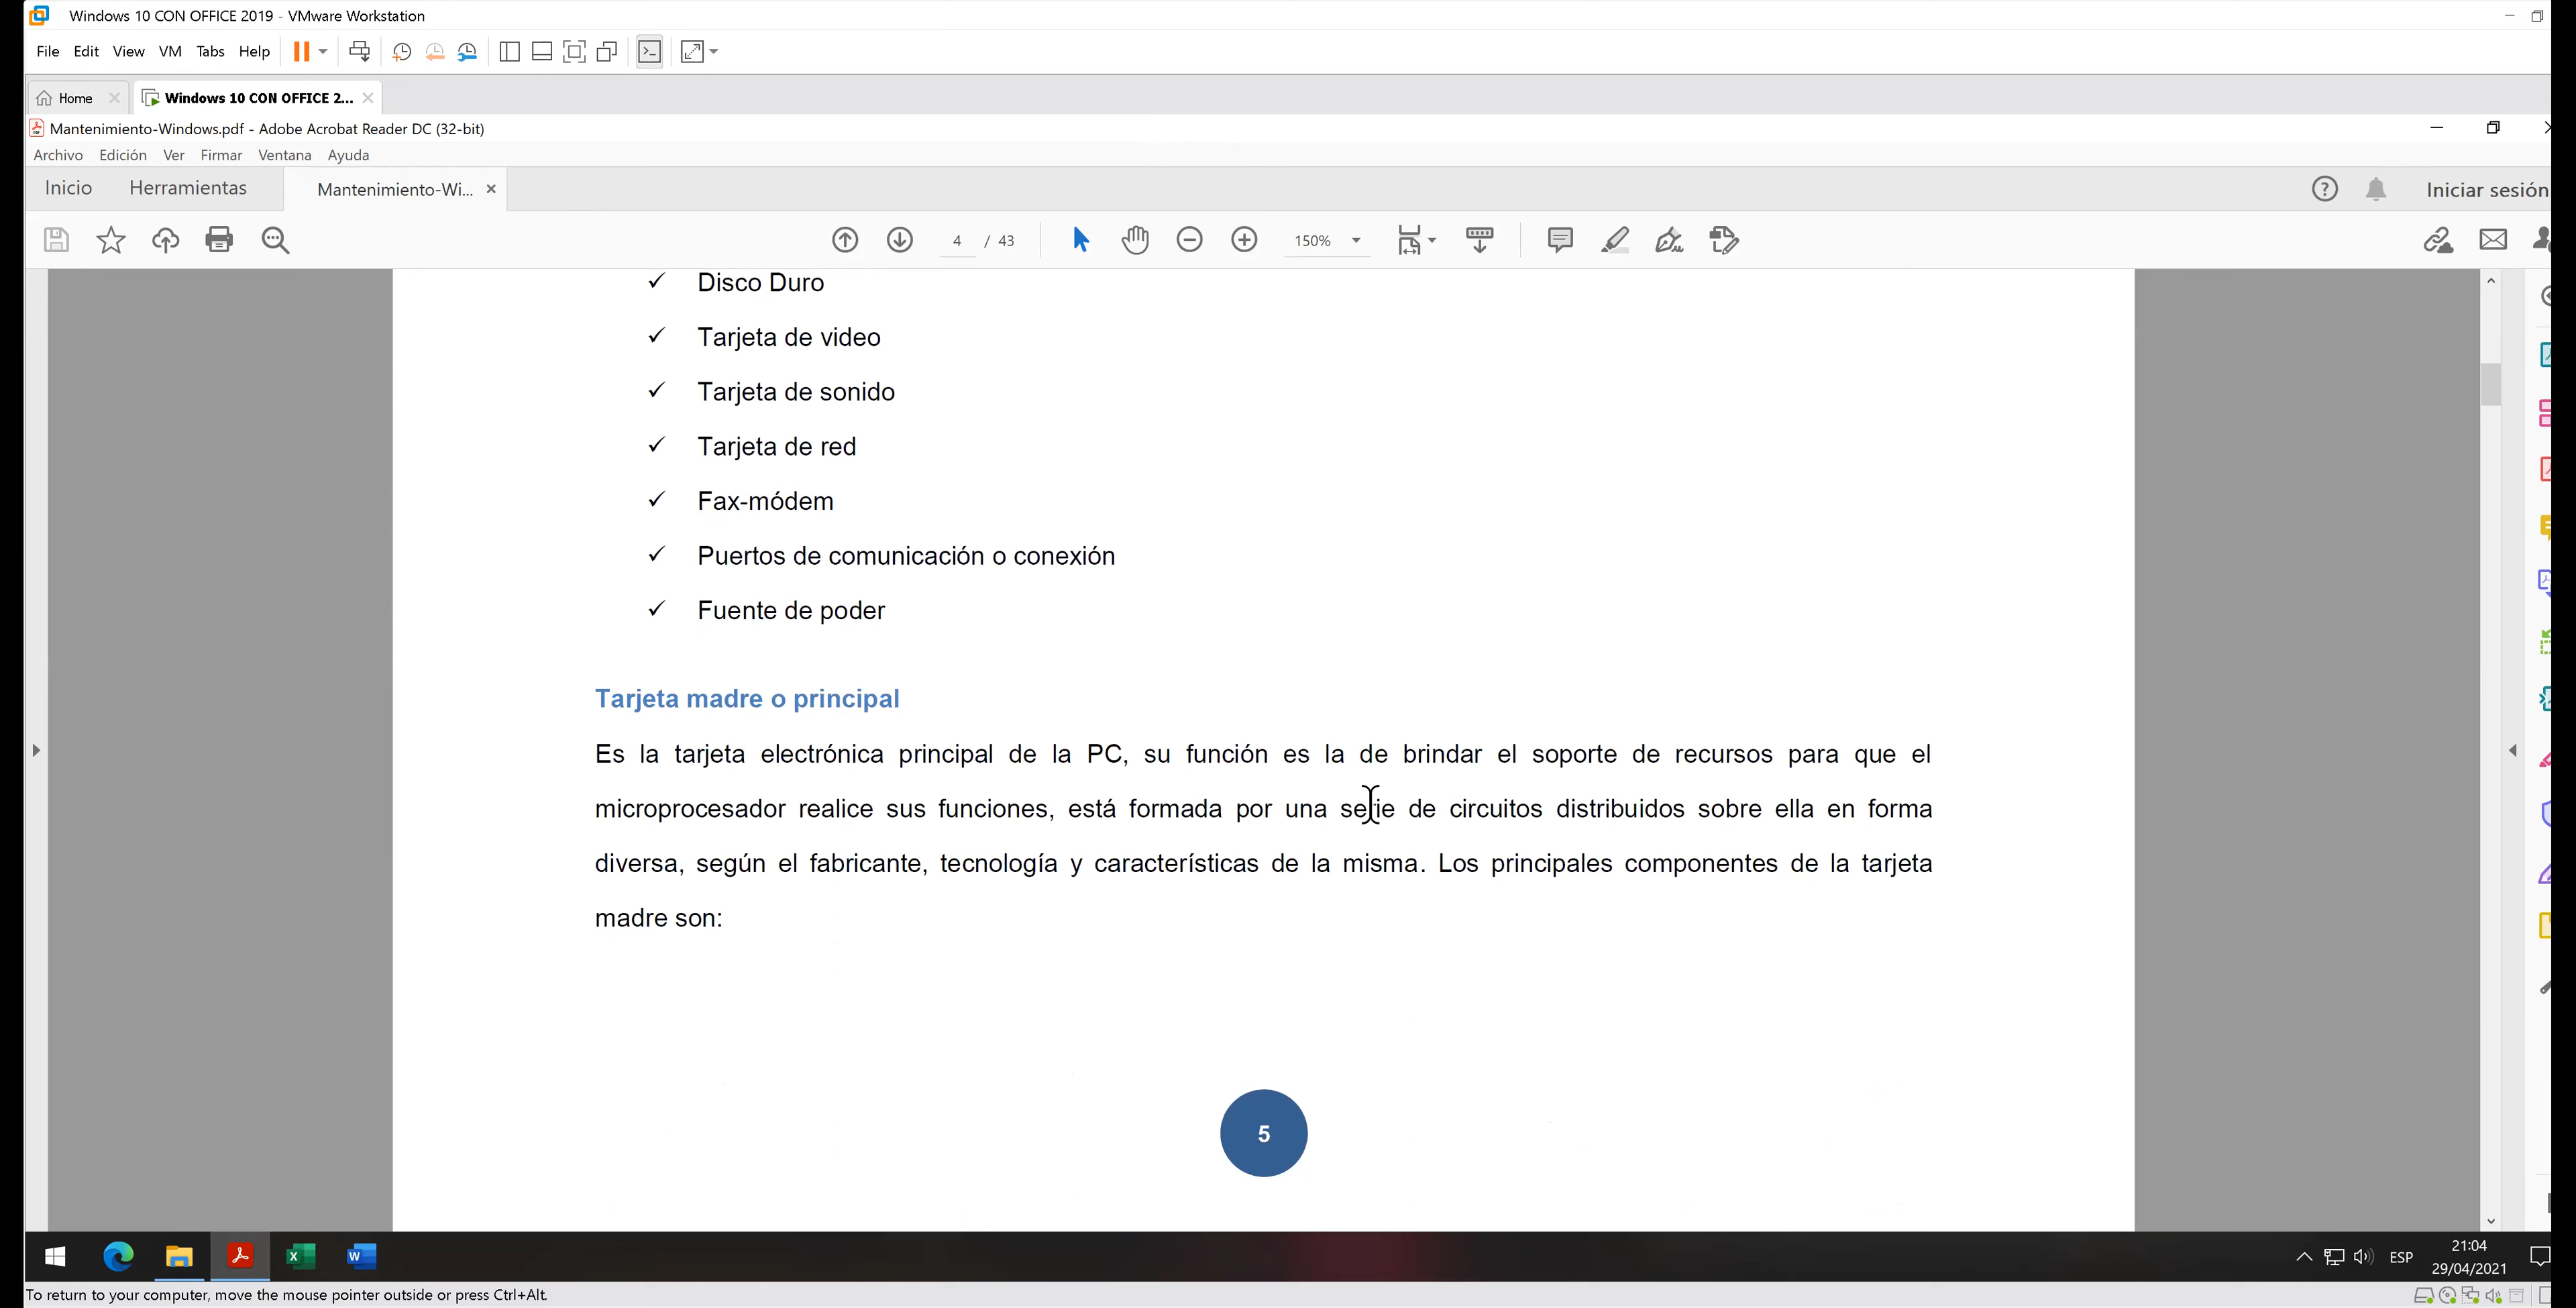 Windows 10 CON OFFICE 2019 - VMware Workstation
File Edit View VM Tabs Help
Home
Windows 10 CON OFFICE 2...
Mantenimiento-Windows.pdf - Adobe Acrobat Reader DC (32-bit)
Archivo Edición Ver Firmar Ventana Ayuda
Inicio Herramientas Mantenimiento-Wi... Iniciar sesión
4 / 43 150%
✓ Disco Duro
✓ Tarjeta de video
✓ Tarjeta de sonido
✓ Tarjeta de red
✓ Fax-módem
✓ Puertos de comunicación o conexión
✓ Fuente de poder
Tarjeta madre o principal
Es la tarjeta electrónica principal de la PC, su función es la de brindar el soporte de recursos para que el
microprocesador realice sus funciones, está formada por una serie de circuitos distribuidos sobre ella en forma
diversa, según el fabricante, tecnología y características de la misma. Los principales componentes de la tarjeta
madre son:
5
ESP
21:04
29/04/2021
To return to your computer, move the mouse pointer outside or press Ctrl+Alt.